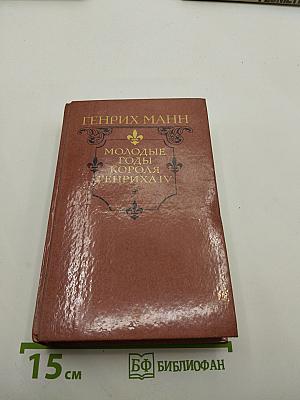 ГЕНРИХ МАНН
МОЛОДЫЕ
ГОДЫ
КОРОЛЯ
ГЕНРИХА IV
15 см
БФ БИБЛИОФАН